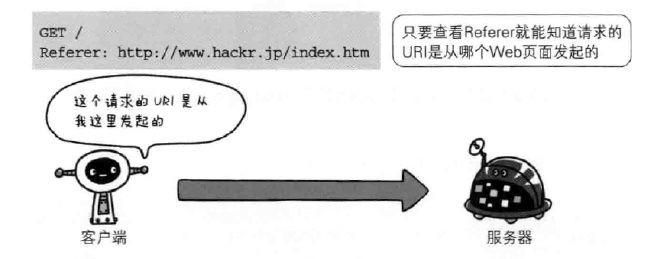 GET /
Referer: http://www.hackr.jp/index.htm
只要查看Referer就能知道请求的
URI是从哪个Web页面发起的
这个请求的 URI 是从
我这里发起的
客户端
服务器